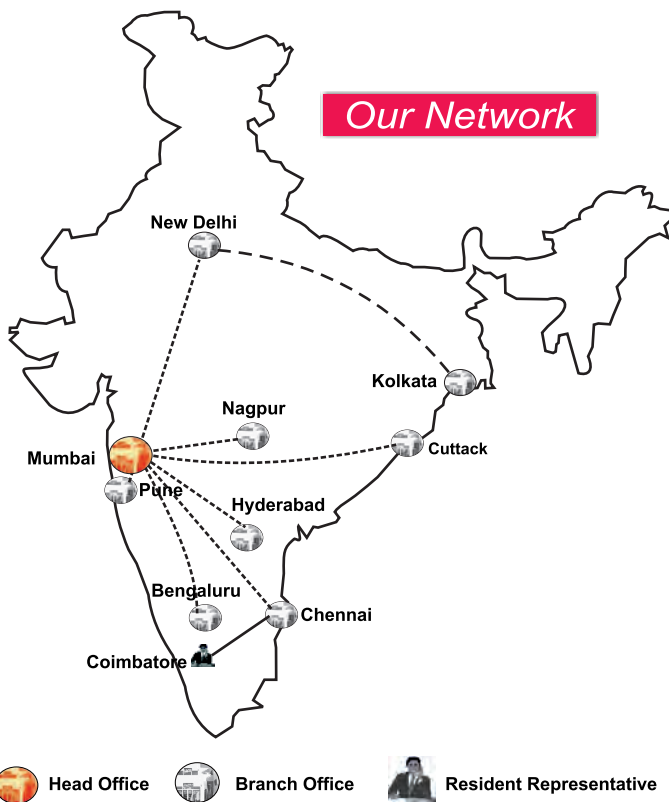 Our Network
New Delhi
Kolkata
Nagpur
Cuttack
Mumbai
Pune
Hyderabad
Bengaluru
Chennai
Coimbatore
Head Office
Branch Office
Resident Representative